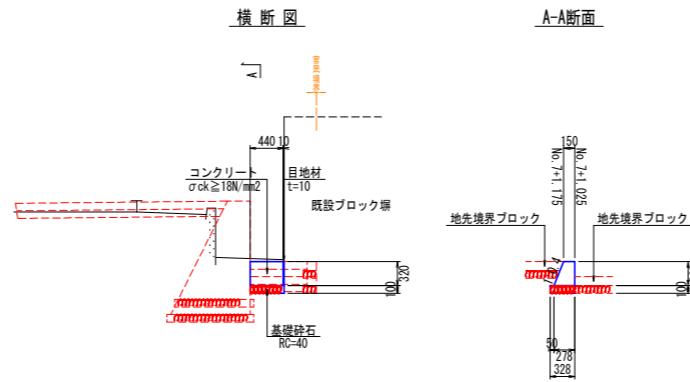 横 断 図
A-A断面
A
440
10
コンクリート
σck≧18N/mm2
目地材
t=10
既設ブロック塀
320
100
基礎砕石
RC-40
150
No.7+1.175
No.7+1.025
地先境界ブロック
地先境界ブロック
100
50
278
328